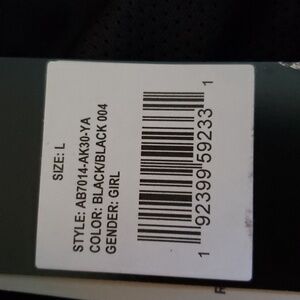 SIZE: L
STYLE: AB7014-AK30-YA
COLOR: BLACK/BLACK 004
GENDER: GIRL
1 92399 59233 1